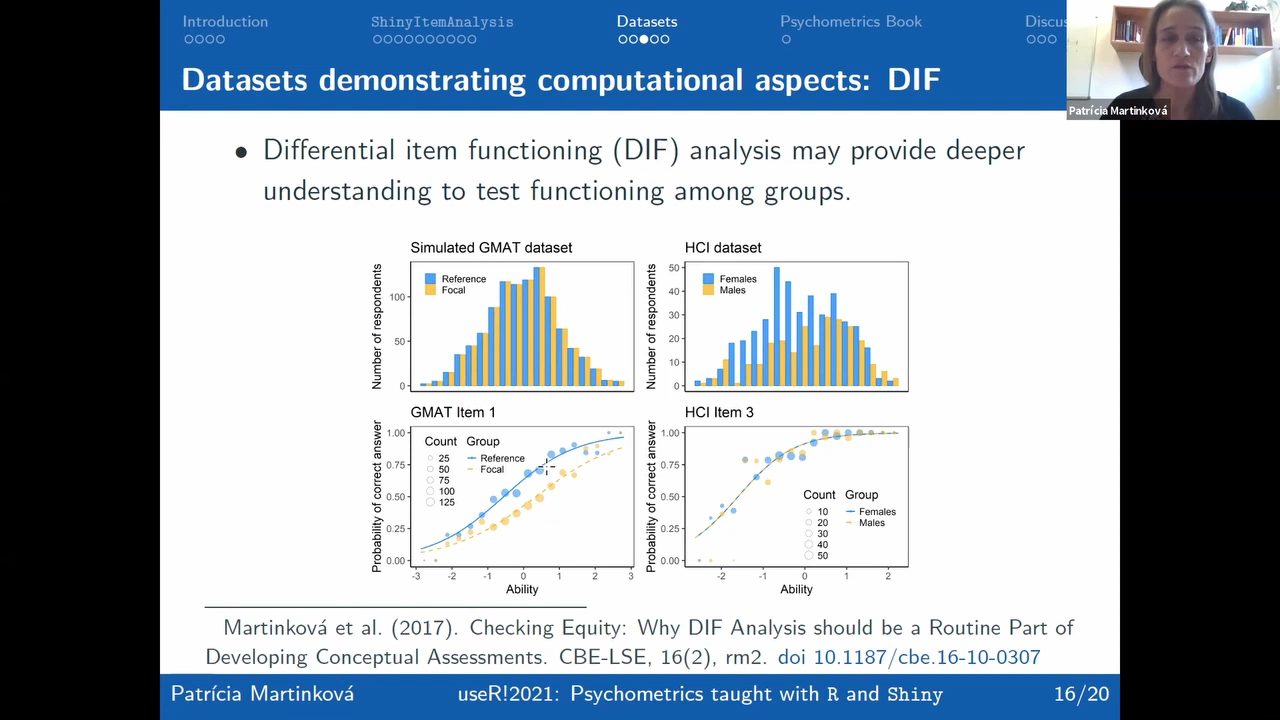 Introduction ShinyItemAnalysis Datasets Psychometrics Book Discus
Patrícia Martinková
Datasets demonstrating computational aspects: DIF
• Differential item functioning (DIF) analysis may provide deeper
understanding to test functioning among groups.
Simulated GMAT dataset
Number of respondents
100
50
0
Reference
Focal
HCI dataset
Number of respondents
50
40
30
20
10
0
Females
Males
GMAT Item 1
Probability of correct answer
1.00
0.75
0.50
0.25
0.00
Count
25
50
75
100
125
Group
Reference
Focal
-3 -2 -1 0 1 2 3
Ability
HCI Item 3
Probability of correct answer
1.00
0.75
0.50
0.25
0.00
Count
10
20
30
40
50
Group
Females
Males
-2 -1 0 1 2
Ability
Martinková et al. (2017). Checking Equity: Why DIF Analysis should be a Routine Part of
Developing Conceptual Assessments. CBE-LSE, 16(2), rm2. doi 10.1187/cbe.16-10-0307
Patrícia Martinková useR!2021: Psychometrics taught with R and Shiny 16/20